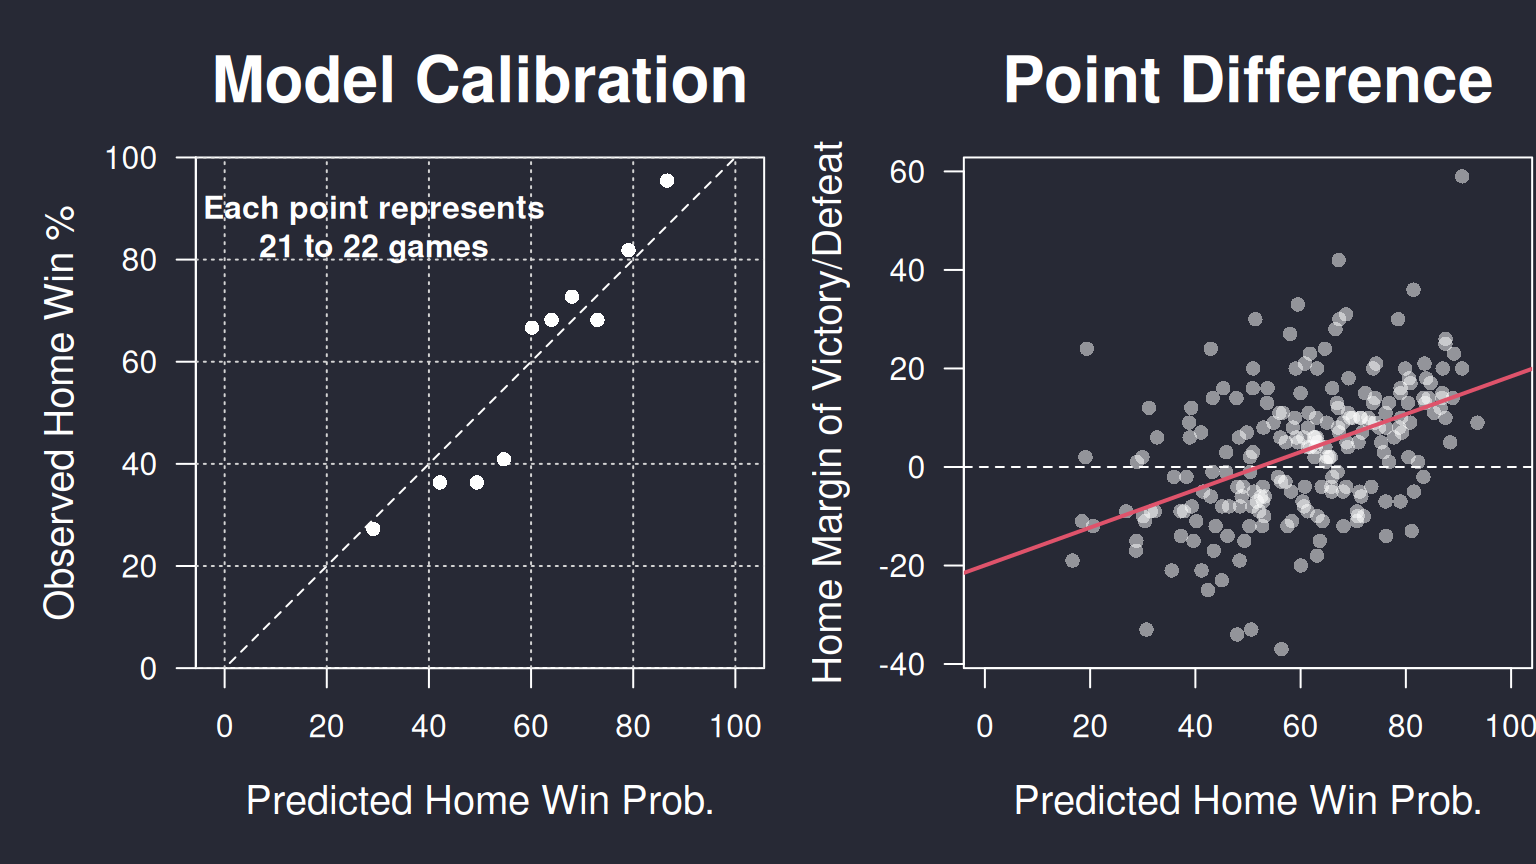 Model Calibration
Each point represents
21 to 22 games
Observed Home Win %
100
80
60
40
20
0
0 20 40 60 80 100
Predicted Home Win Prob.
Point Difference
Home Margin of Victory/Defeat
60
40
20
0
-20
-40
0 20 40 60 80 100
Predicted Home Win Prob.